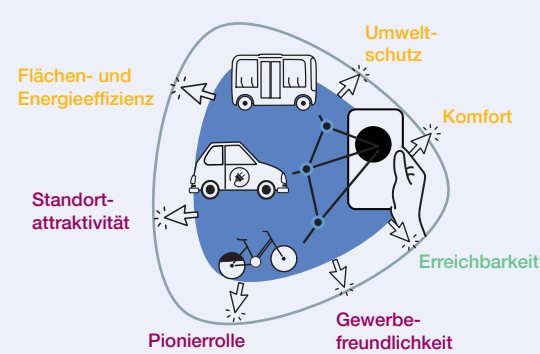 Umwelt-
schutz
Flächen- und
Energieeffizienz
Komfort
Standort-
attraktivität
Erreichbarkeit
Pionierrolle
Gewerbe-
freundlichkeit